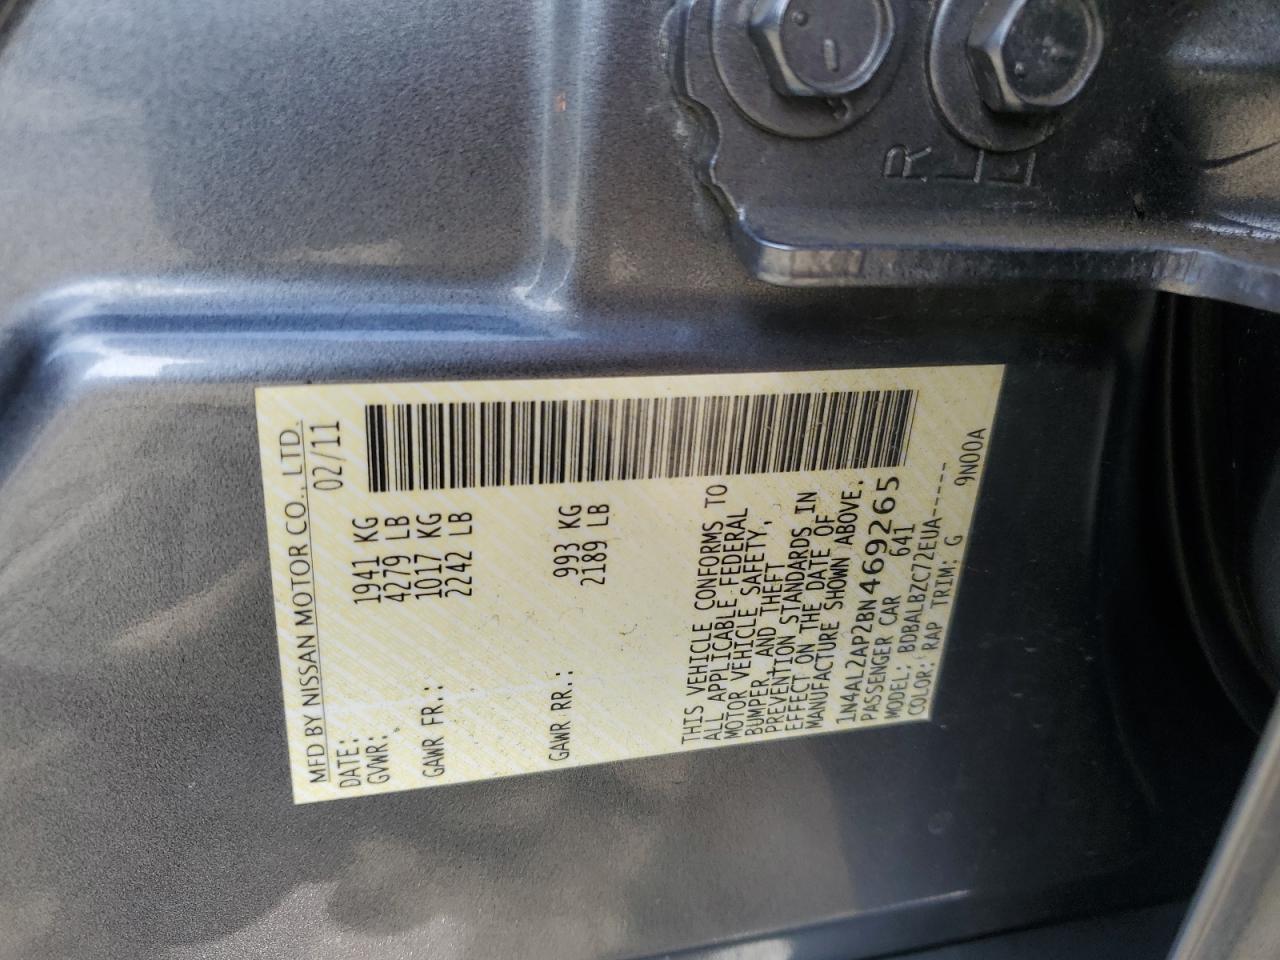 MFD BY NISSAN MOTOR CO., LTD.
DATE: 02/11
GVWR: 1941 KG
4279 LB
GAWR FR.: 1017 KG
2242 LB
GAWR RR.: 993 KG
2189 LB
THIS VEHICLE CONFORMS TO
ALL APPLICABLE FEDERAL
MOTOR VEHICLE SAFETY,
BUMPER, AND THEFT
PREVENTION STANDARDS IN
EFFECT ON THE DATE OF
MANUFACTURE SHOWN ABOVE.
1N4AL2AP2BN469265
PASSENGER CAR 641
MODEL: BDBALBZC72EUA-----
COLOR: RAP TRIM: G 9N00A
R
L
L